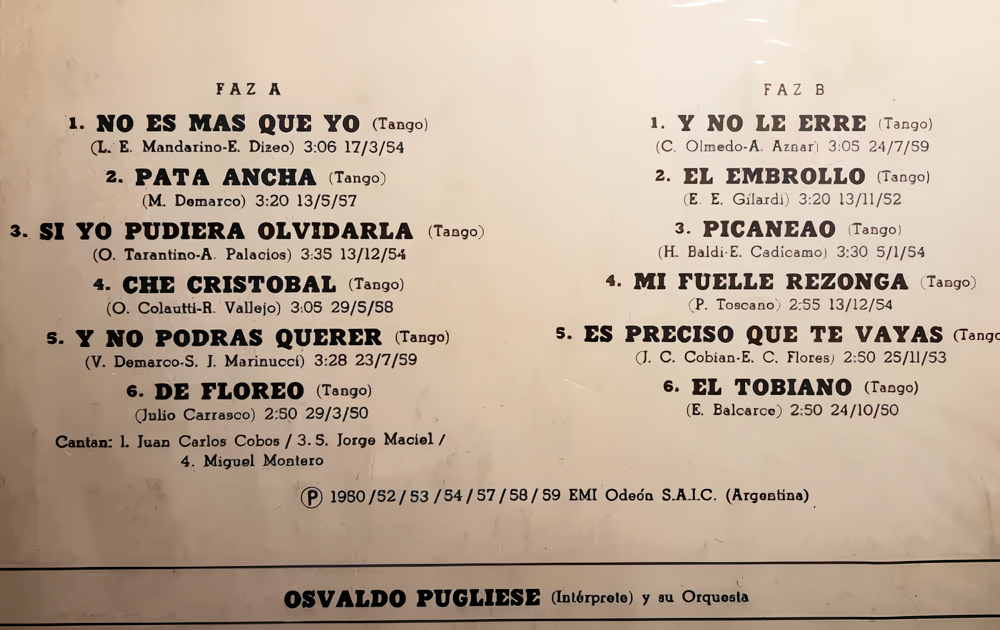 FAZ A
1. NO ES MAS QUE YO (Tango)
(L. E. Mandarino-E. Dizeo) 3:06 17/3/54
2. PATA ANCHA (Tango)
(M. Demarco) 3:20 13/5/57
3. SI YO PUDIERA OLVIDARLA (Tango)
(O. Tarantino-A. Palacios) 3:35 13/12/54
4. CHE CRISTOBAL (Tango)
(O. Colautti-R. Vallejo) 3:05 29/5/58
5. Y NO PODRAS QUERER (Tango)
(V. Demarco-S. J. Marinucci) 3:28 23/7/59
6. DE FLOREO (Tango)
(Julio Carrasco) 2:50 29/3/50
Cantan: 1. Juan Carlos Cobos / 3. 5. Jorge Maciel /
4. Miguel Montero
FAZ B
1. Y NO LE ERRE (Tango)
(C. Olmedo-A. Aznar) 3:05 24/7/59
2. EL EMBROLLO (Tango)
(E. E. Gilardi) 3:20 13/11/52
3. PICANEAO (Tango)
(H. Baldi-E. Cadícamo) 3:30 5/1/54
4. MI FUELLE REZONGA (Tango)
(P. Toscano) 2:55 13/12/54
5. ES PRECISO QUE TE VAYAS (Tango
(J. C. Cobian-E. C. Flores) 2:50 25/11/53
6. EL TOBIANO (Tango)
(E. Balcarce) 2:50 24/10/50
Ⓟ 1960/52/53/54/57/58/59 EMI Odeón S.A.I.C. (Argentina)
OSVALDO PUGLIESE (Intérprete) y su Orquesta